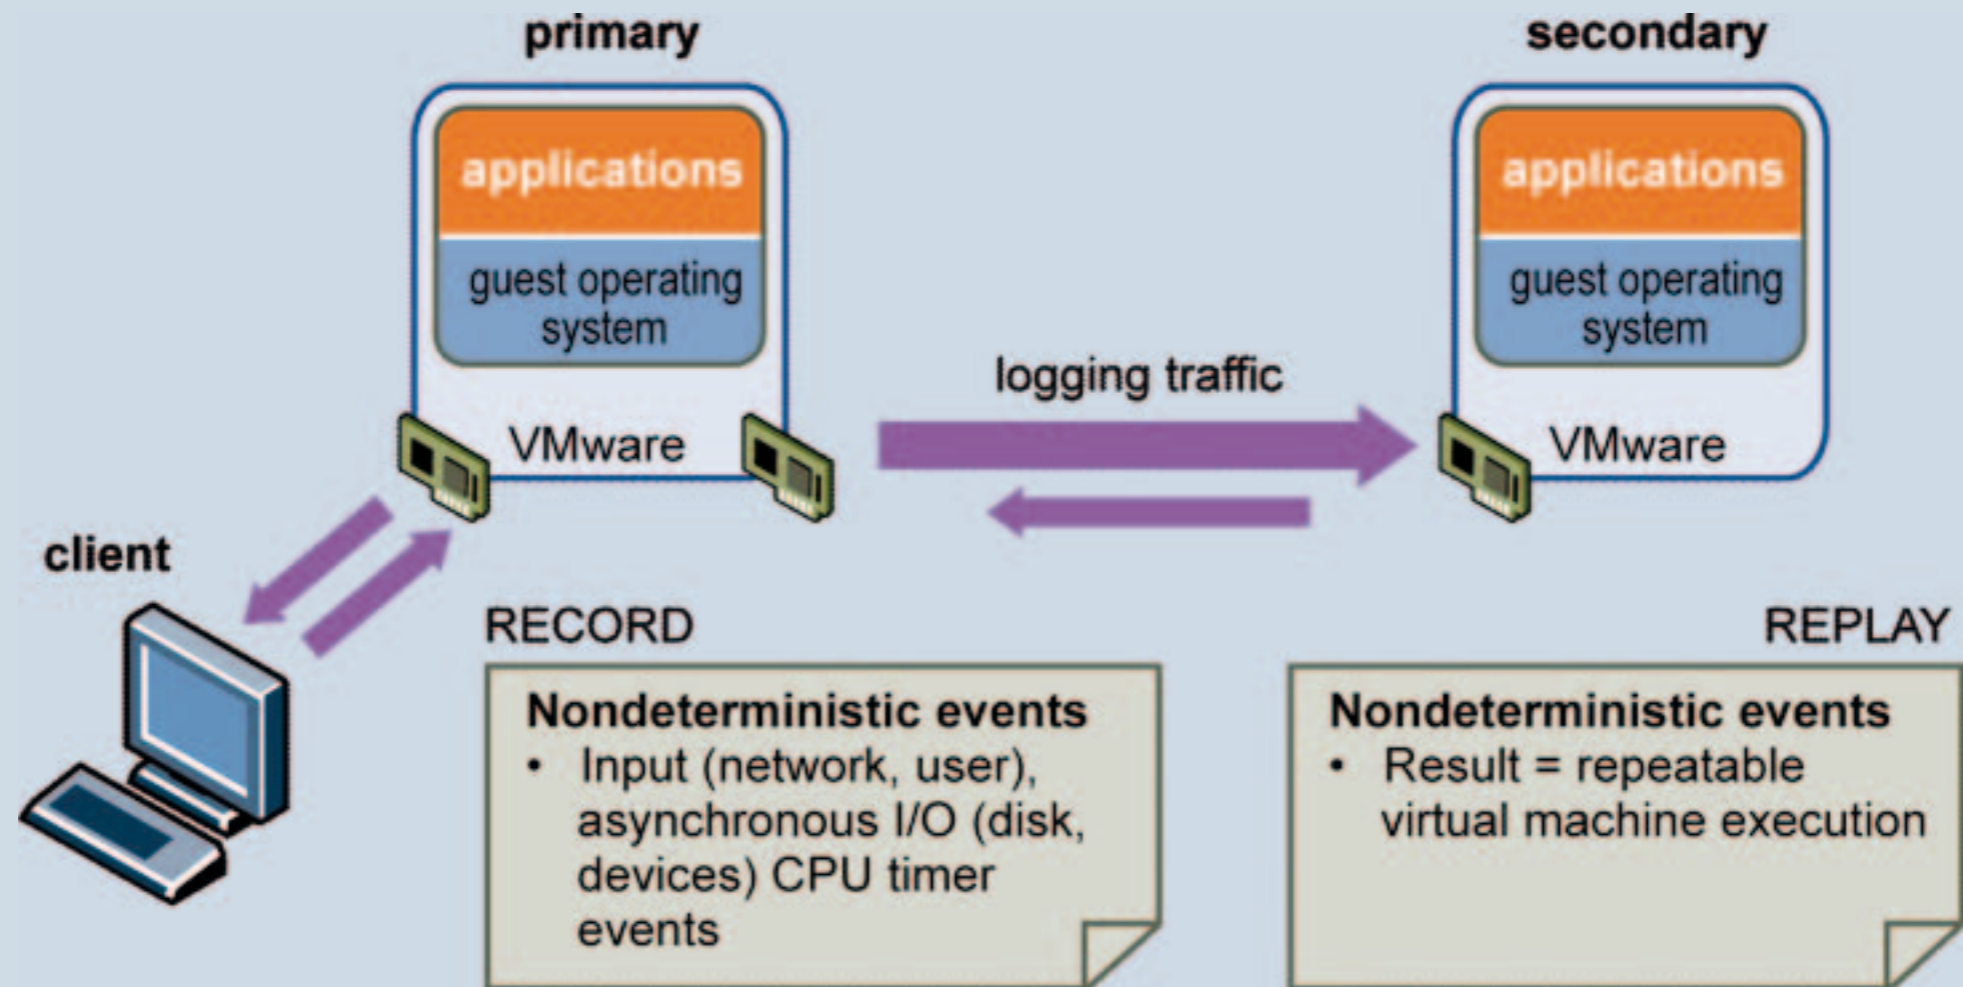 primary
secondary
applications
applications
guest operating
system
guest operating
system
logging traffic
VMware
VMware
client
RECORD
REPLAY
Nondeterministic events
• Input (network, user),
asynchronous I/O (disk,
devices) CPU timer
events
Nondeterministic events
• Result = repeatable
virtual machine execution